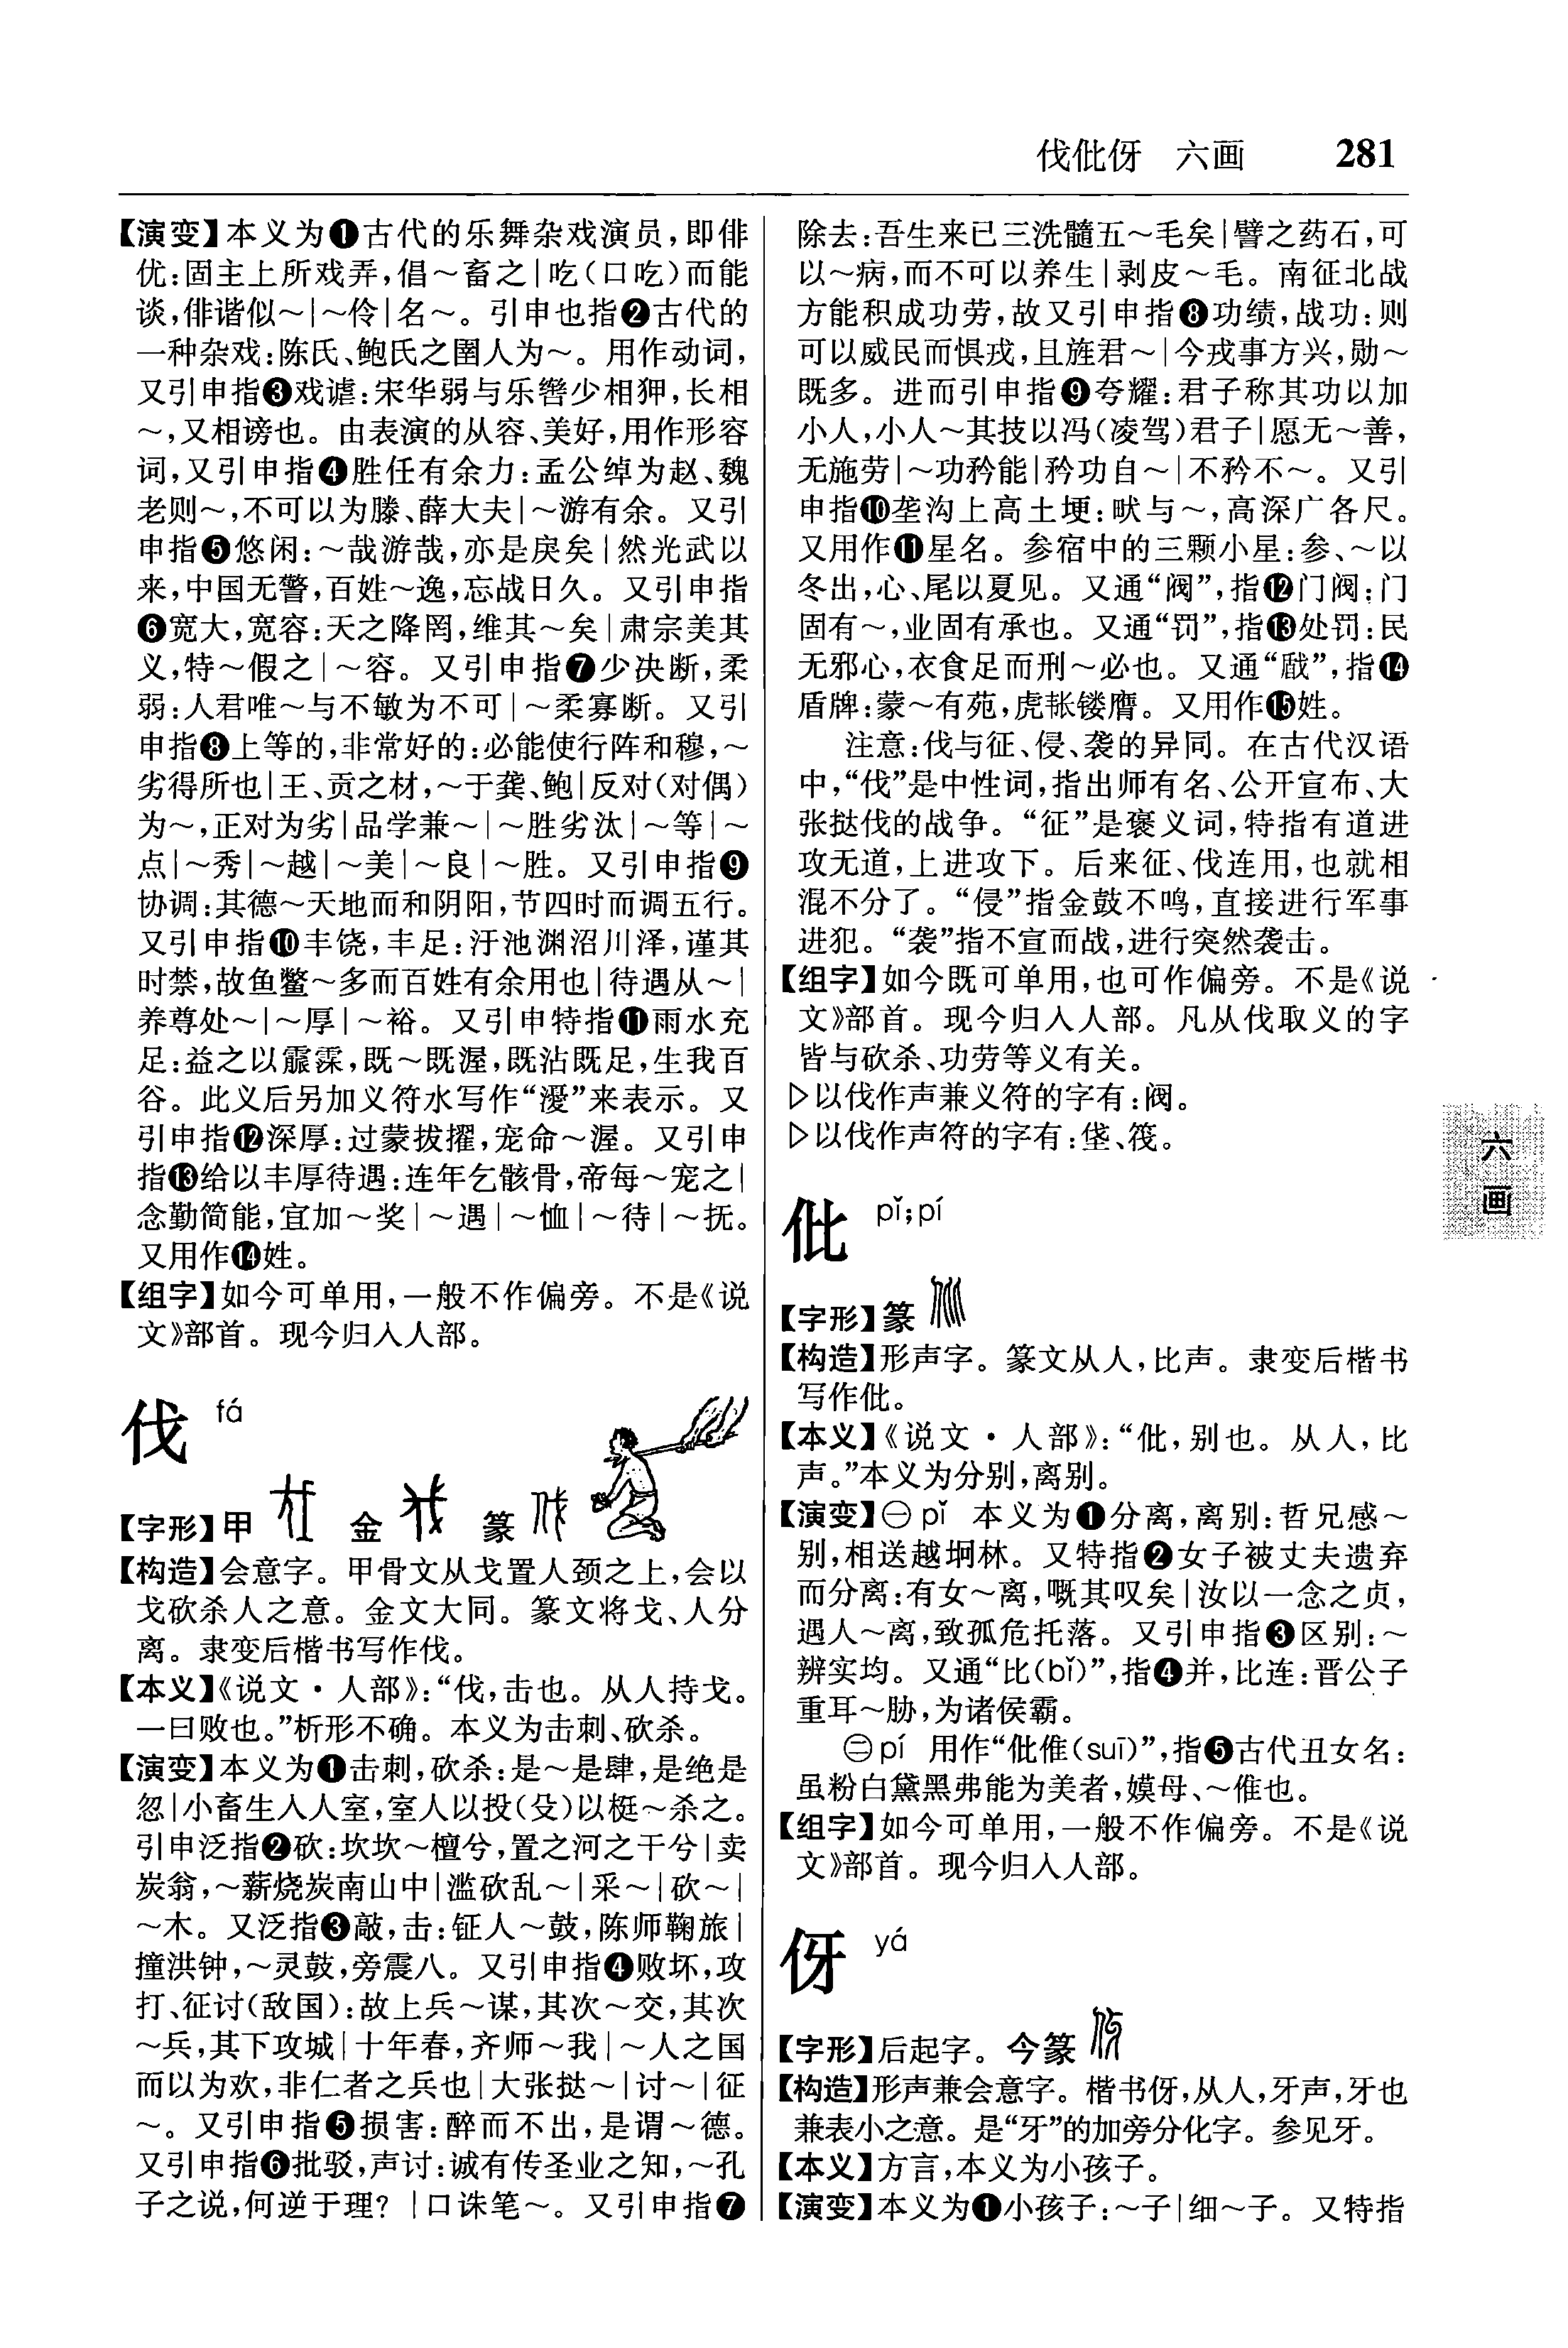 伐仳伢　六画　281
【演变】本义为❶古代的乐舞杂戏演员,即俳
优:固主上所戏弄,倡～畜之|吃(口吃)而能
谈,俳谐似～|～伶|名～。引申也指❷古代的
一种杂戏:陈氏、鲍氏之圉人为～。用作动词,
又引申指❸戏谑:宋华弱与乐辔少相狎,长相
～,又相谤也。由表演的从容、美好,用作形容
词,又引申指❹胜任有余力:孟公绰为赵、魏
老则～,不可以为滕、薛大夫|～游有余。又引
申指❺悠闲:～哉游哉,亦是戾矣|然光武以
来,中国无警,百姓～逸,忘战日久。又引申指
❻宽大,宽容:天之降罔,维其～矣|肃宗美其
义,特～假之|～容。又引申指❼少决断,柔
弱:人君唯～与不敏为不可|～柔寡断。又引
申指❽上等的,非常好的:必能使行阵和穆,～
劣得所也|王、贡之材,～于龚、鲍|反对(对偶)
为～,正对为劣|品学兼～|～胜劣汰|～等|～
点|～秀|～越|～美|～良|～胜。又引申指❾
协调:其德～天地而和阴阳,节四时而调五行。
又引申指❿丰饶,丰足:汙池渊沼川泽,谨其
时禁,故鱼鳖～多而百姓有余用也|待遇从～|
养尊处～|～厚|～裕。又引申特指⓫雨水充
足:益之以霡霂,既～既渥,既沾既足,生我百
谷。此义后另加义符水写作“瀀”来表示。又
引申指⓬深厚:过蒙拔擢,宠命～渥。又引申
指⓭给以丰厚待遇:连年乞骸骨,帝每～宠之|
念勤简能,宜加～奖|～遇|～恤|～待|～抚。
又用作⓮姓。
【组字】如今可单用,一般不作偏旁。不是《说
文》部首。现今归入人部。
伐 fá
【字形】甲 金 篆
【构造】会意字。甲骨文从戈置人颈之上,会以
戈砍杀人之意。金文大同。篆文将戈、人分
离。隶变后楷书写作伐。
【本义】《说文·人部》:“伐,击也。从人持戈。
一曰败也。”析形不确。本义为击刺、砍杀。
【演变】本义为❶击刺,砍杀:是～是肆,是绝是
忽|小畜生入人室,室人以投(殳)以梃～杀之。
引申泛指❷砍:坎坎～檀兮,置之河之干兮|卖
炭翁,～薪烧炭南山中|滥砍乱～|采～|砍～|
～木。又泛指❸敲,击:钲人～鼓,陈师鞠旅|
撞洪钟,～灵鼓,旁震八。又引申指❹败坏,攻
打、征讨(敌国):故上兵～谋,其次～交,其次
～兵,其下攻城|十年春,齐师～我|～人之国
而以为欢,非仁者之兵也|大张挞～|讨～|征
～。又引申指❺损害:醉而不出,是谓～德。
又引申指❻批驳,声讨:诚有传圣业之知,～孔
子之说,何逆于理?|口诛笔～。又引申指❼
除去:吾生来已三洗髓五～毛矣|譬之药石,可
以～病,而不可以养生|剥皮～毛。南征北战
方能积成功劳,故又引申指❽功绩,战功:则
可以威民而惧戎,且旌君～|今戎事方兴,勋～
既多。进而引申指❾夸耀:君子称其功以加
小人,小人～其技以冯(凌驾)君子|愿无～善,
无施劳|～功矜能|矜功自～|不矜不～。又引
申指❿垄沟上高土埂:畎与～,高深广各尺。
又用作⓫星名。参宿中的三颗小星:参、～以
冬出,心、尾以夏见。又通“阀”,指⓬门阀:门
固有～,业固有承也。又通“罚”,指⓭处罚:民
无邪心,衣食足而刑～必也。又通“瞂”,指⓮
盾牌:蒙～有苑,虎韔镂膺。又用作⓯姓。
注意:伐与征、侵、袭的异同。在古代汉语
中,“伐”是中性词,指出师有名、公开宣布、大
张挞伐的战争。“征”是褒义词,特指有道进
攻无道,上进攻下。后来征、伐连用,也就相
混不分了。“侵”指金鼓不鸣,直接进行军事
进犯。“袭”指不宣而战,进行突然袭击。
【组字】如今既可单用,也可作偏旁。不是《说
文》部首。现今归入人部。凡从伐取义的字
皆与砍杀、功劳等义有关。
▷以伐作声兼义符的字有:阀。
▷以伐作声符的字有:垡、筏。
仳 pǐ;pí
【字形】篆
【构造】形声字。篆文从人,比声。隶变后楷书
写作仳。
【本义】《说文·人部》:“仳,别也。从人,比
声。”本义为分别,离别。
【演变】㊀pǐ 本义为❶分离,离别:哲兄感～
别,相送越坰林。又特指❷女子被丈夫遗弃
而分离:有女～离,嘅其叹矣|汝以一念之贞,
遇人～离,致孤危托落。又引申指❸区别:～
辨实均。又通“比(bǐ)”,指❹并,比连:晋公子
重耳～胁,为诸侯霸。
㊁pí 用作“仳倠(suī)”,指❺古代丑女名:
虽粉白黛黑弗能为美者,嫫母、～倠也。
【组字】如今可单用,一般不作偏旁。不是《说
文》部首。现今归入人部。
伢 yá
【字形】后起字。今篆
【构造】形声兼会意字。楷书伢,从人,牙声,牙也
兼表小之意。是“牙”的加旁分化字。参见牙。
【本义】方言,本义为小孩子。
【演变】本义为❶小孩子:～子|细～子。又特指
六
画